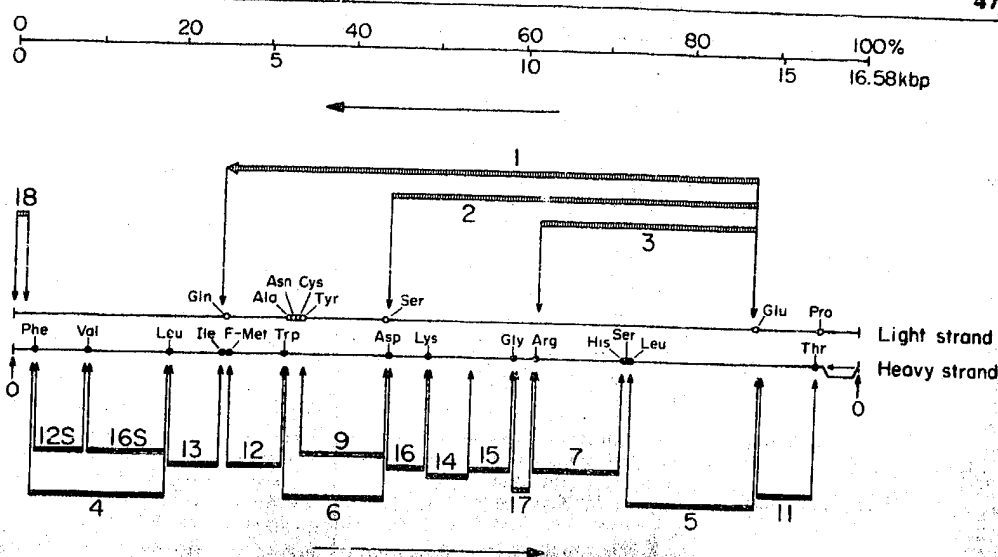 47
0 20 40 60 80 100%
0 5 10 15 16.58kbp
1
18
2
3
Asn Cys
Gln Ala Tyr Ser
Glu Pro
Light strand
Phe Val Leu Ile F-Met Trp Asp Lys Gly Arg His Ser Leu Thr
Heavy strand
0 0
12S 16S 13 12 9 16 14 15 7
17
4 6 5 11